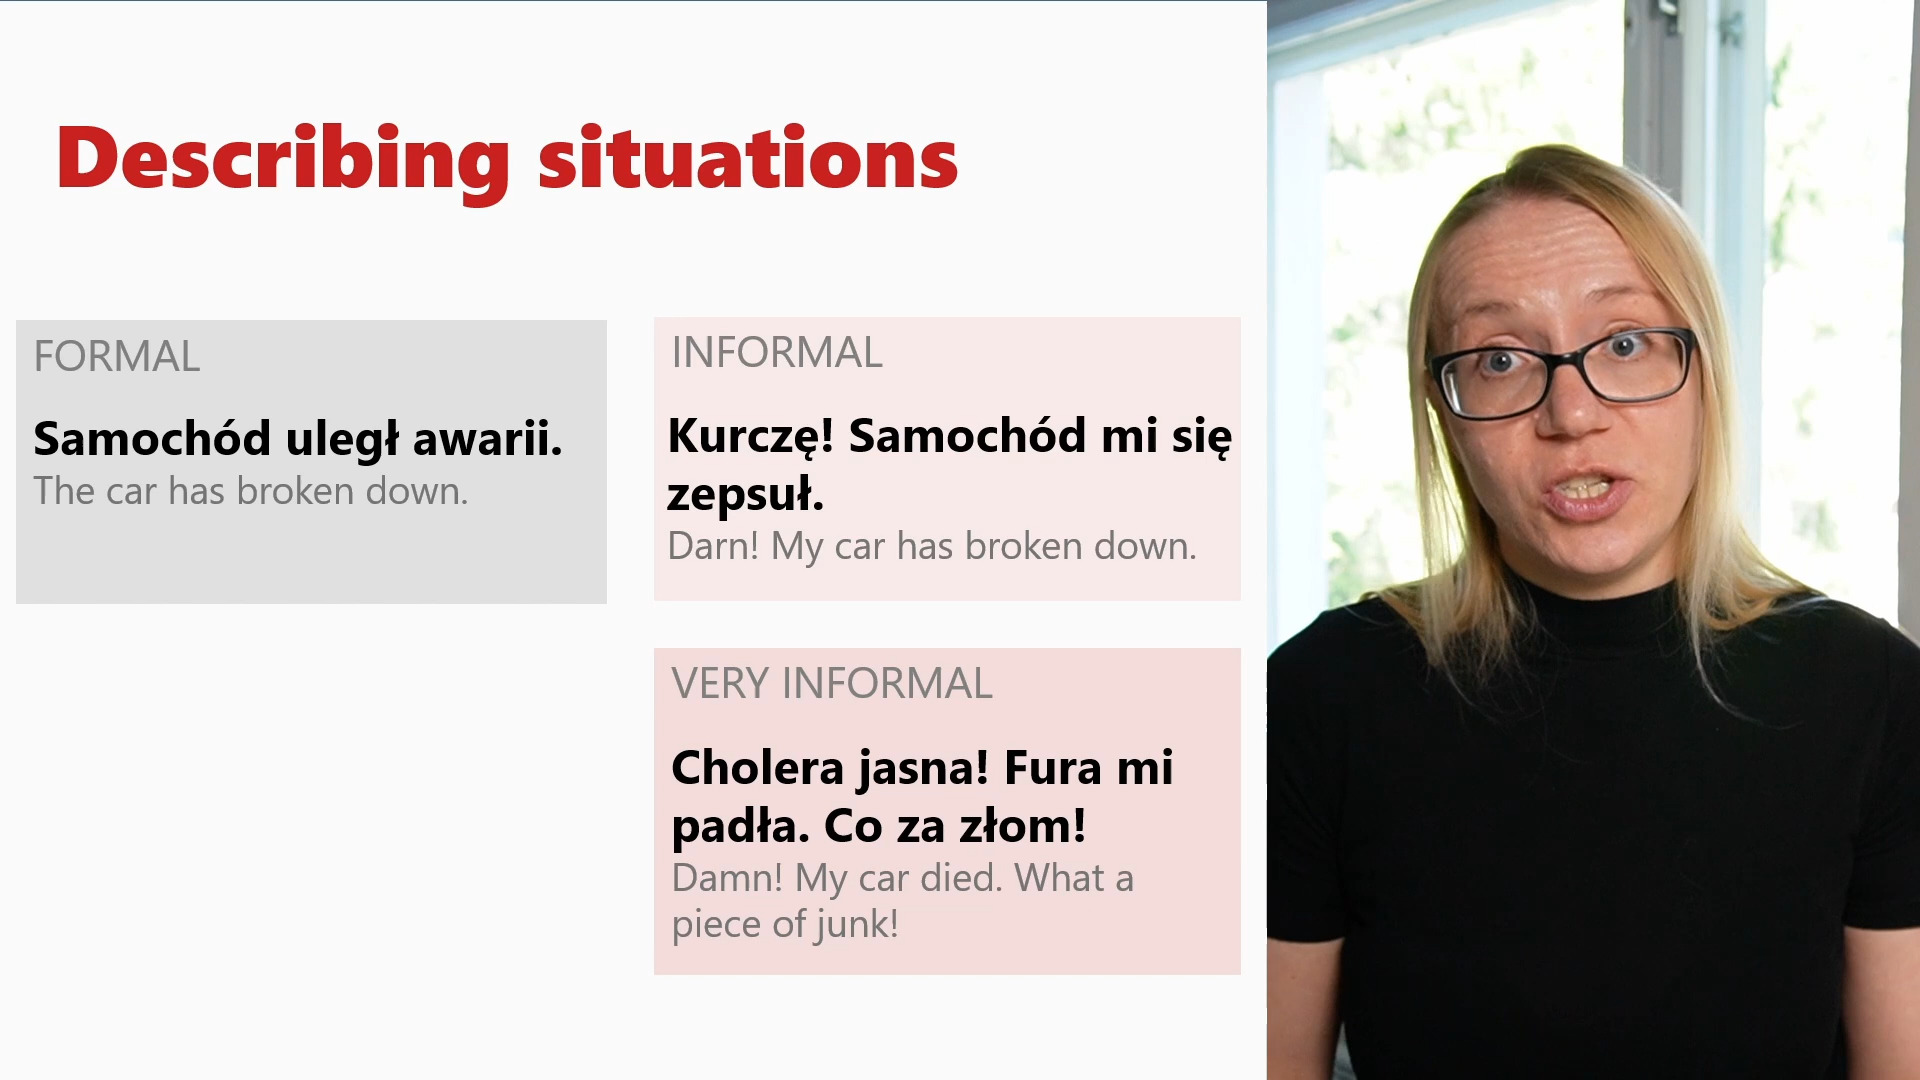 Describing situations
FORMAL
Samochód uległ awarii.
The car has broken down.
INFORMAL
Kurczę! Samochód mi się
zepsuł.
Darn! My car has broken down.
VERY INFORMAL
Cholera jasna! Fura mi
padła. Co za złom!
Damn! My car died. What a
piece of junk!